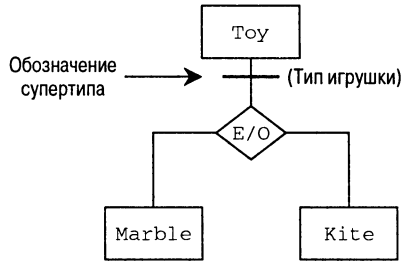 Toy
Обозначение
супертипа
(Тип игрушки)
E/O
Marble
Kite